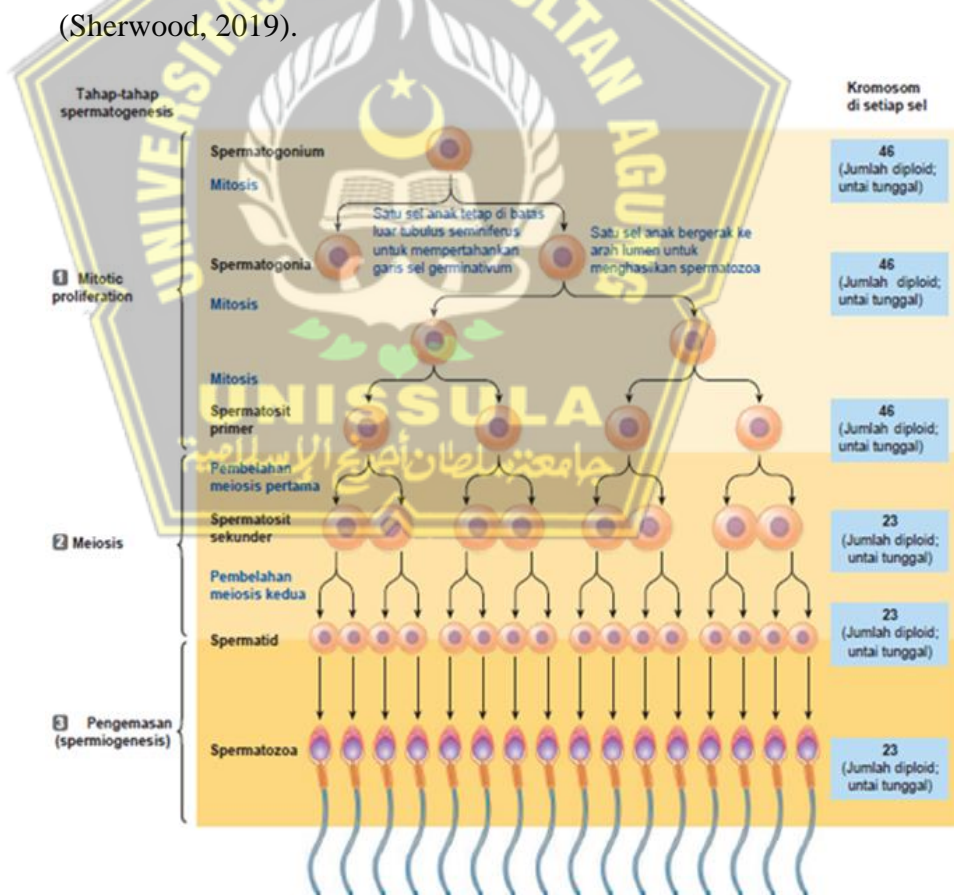 (Sherwood, 2019).
Tahap-tahap
spermatogenesis
Kromosom
di setiap sel
Spermatogonium
46
(Jumlah diploid;
untai tunggal)
Mitosis
Satu sel anak tetap di batas
luar tubulus seminiferus
untuk mempertahankan
garis sel germinativum
Satu sel anak bergerak ke
arah lumen untuk
menghasilkan spermatozoa
Spermatogonia
46
(Jumlah diploid;
untai tunggal)
1 Mitotic
proliferation
Mitosis
Mitosis
Spermatosit
primer
46
(Jumlah diploid;
untai tunggal)
Pembelahan
meiosis pertama
2 Meiosis
Spermatosit
sekunder
23
(Jumlah diploid;
untai tunggal)
Pembelahan
meiosis kedua
Spermatid
23
(Jumlah diploid;
untai tunggal)
3 Pengemasan
(spermiogenesis)
Spermatozoa
23
(Jumlah diploid;
untai tunggal)
UNISSULA
جامعة سلطان أجونج الإسلامية